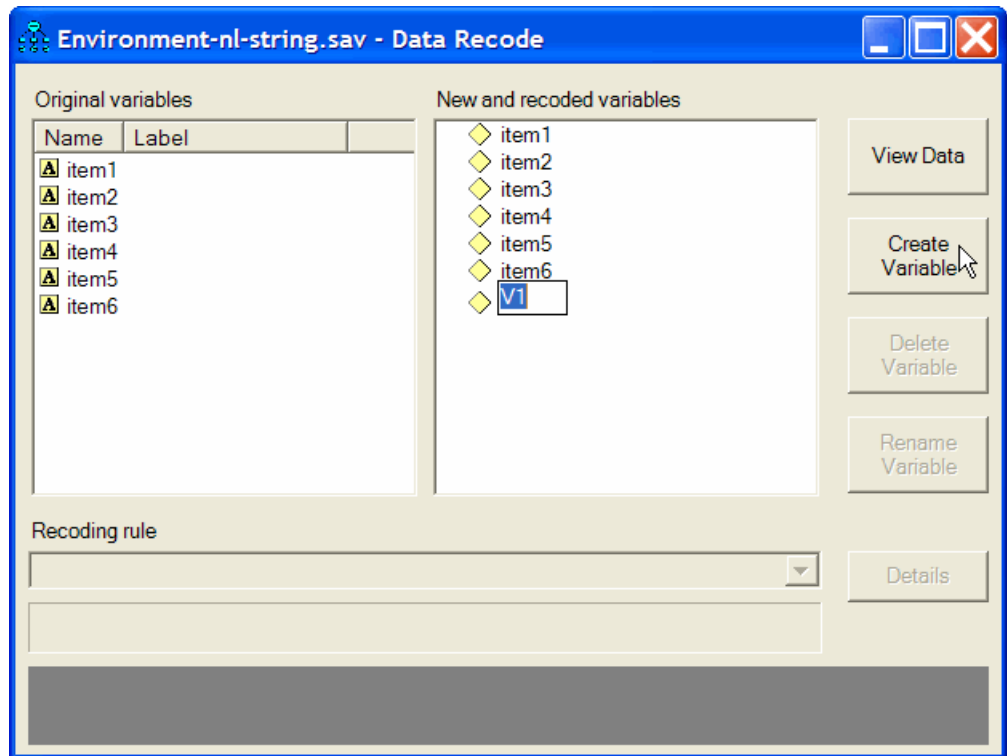 Environment-nl-string.sav - Data Recode
Original variables
Name Label
A item1
A item2
A item3
A item4
A item5
A item6
New and recoded variables
item1
item2
item3
item4
item5
item6
V1
View Data
Create
Variable
Delete
Variable
Rename
Variable
Recoding rule
Details